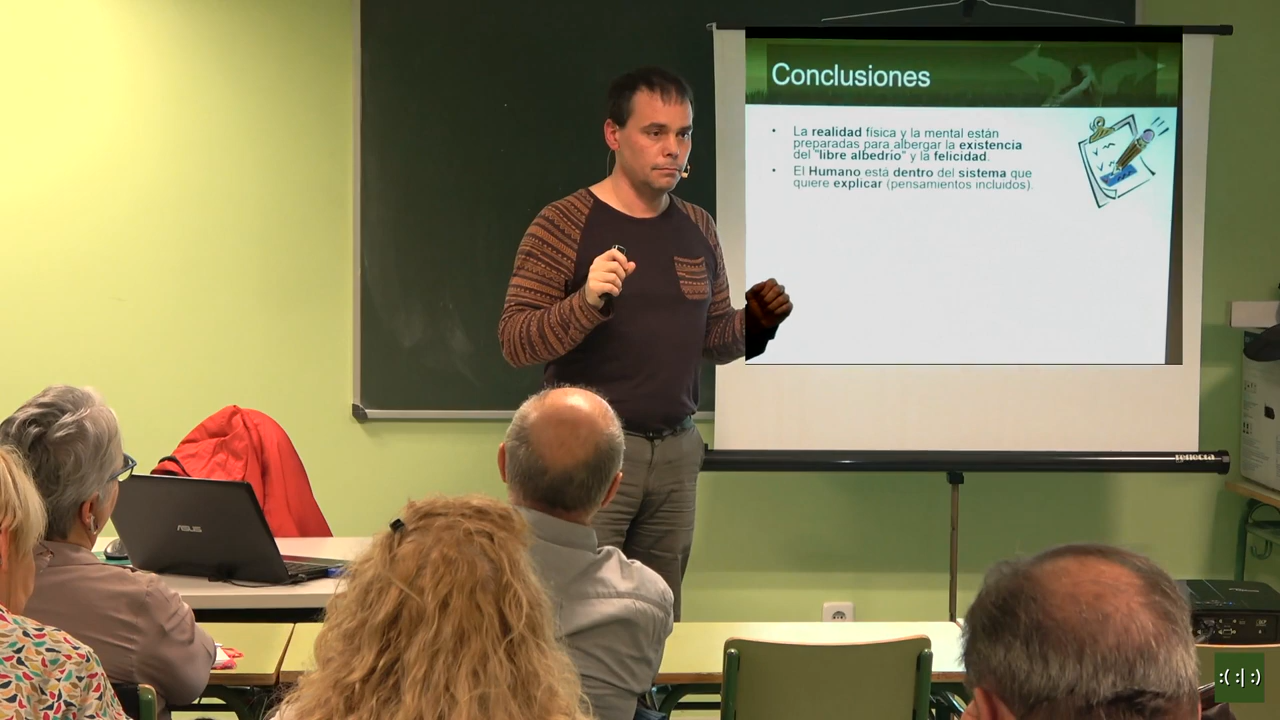 Conclusiones
• La realidad física y la mental están
preparadas para albergar la existencia
del "libre albedrío" y la felicidad.
• El Humano está dentro del sistema que
quiere explicar (pensamientos incluidos).
ASUS
reflecta
:( :| :)